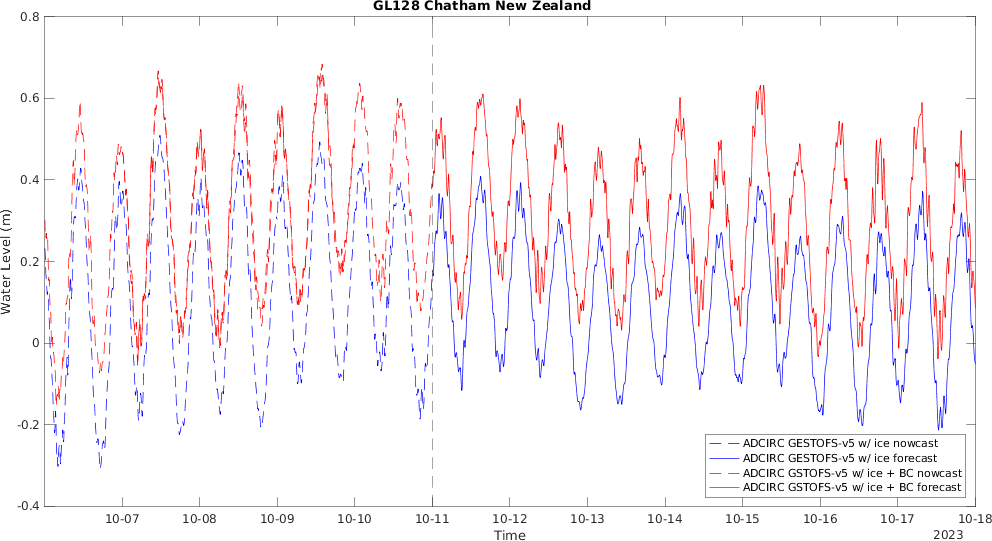 GL128 Chatham New Zealand
0.8
0.6
0.4
0.2
0
-0.2
-0.4
Water Level (m)
ADCIRC GESTOFS-v5 w/ ice nowcast
ADCIRC GESTOFS-v5 w/ ice forecast
ADCIRC GSTOFS-v5 w/ ice + BC nowcast
ADCIRC GSTOFS-v5 w/ ice + BC forecast
10-07 10-08 10-09 10-10 10-11 10-12 10-13 10-14 10-15 10-16 10-17 10-18
Time
2023